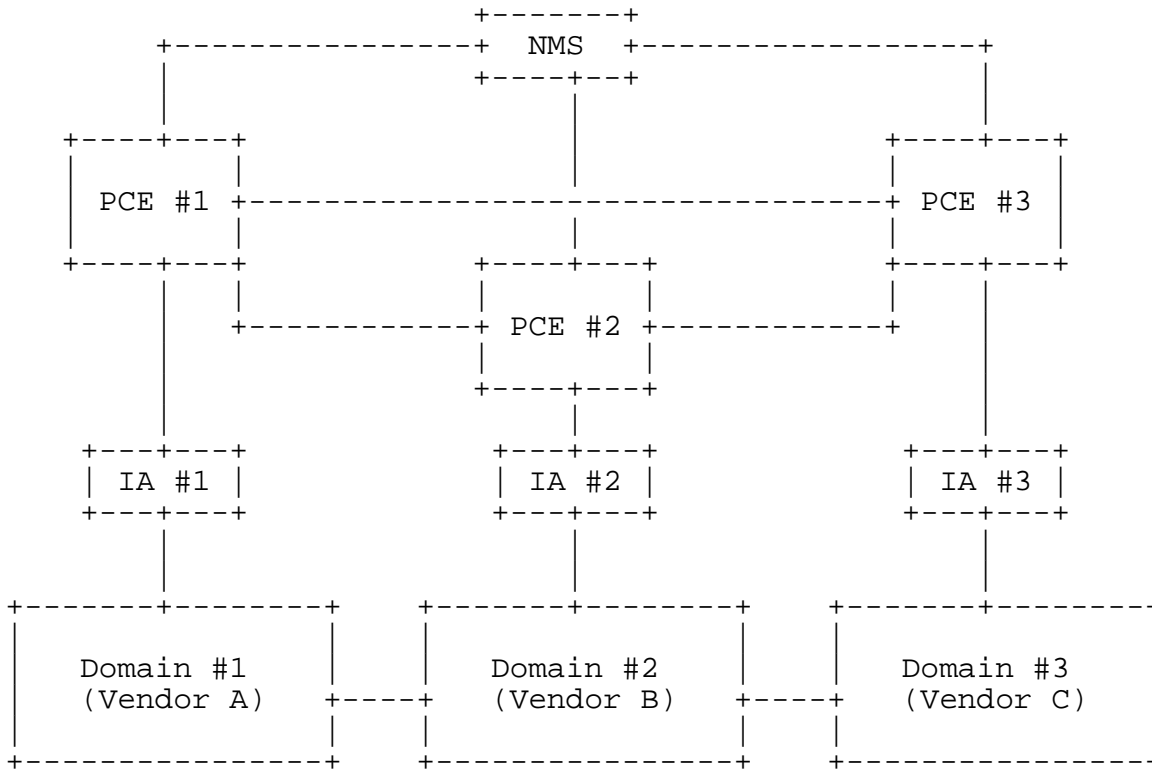 NMS
PCE #1
PCE #3
PCE #2
IA #1
IA #2
IA #3
Domain #1
(Vendor A)
Domain #2
(Vendor B)
Domain #3
(Vendor C)